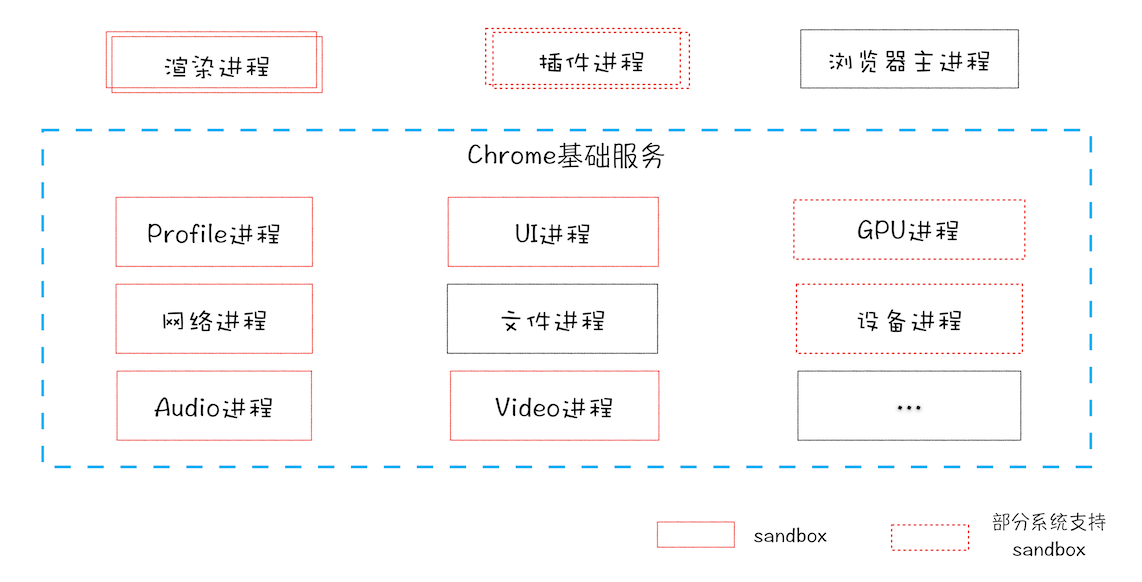 渲染进程
插件进程
浏览器主进程
Chrome基础服务
Profile进程
UI进程
GPU进程
网络进程
文件进程
设备进程
Audio进程
Video进程
...
sandbox
部分系统支持
sandbox